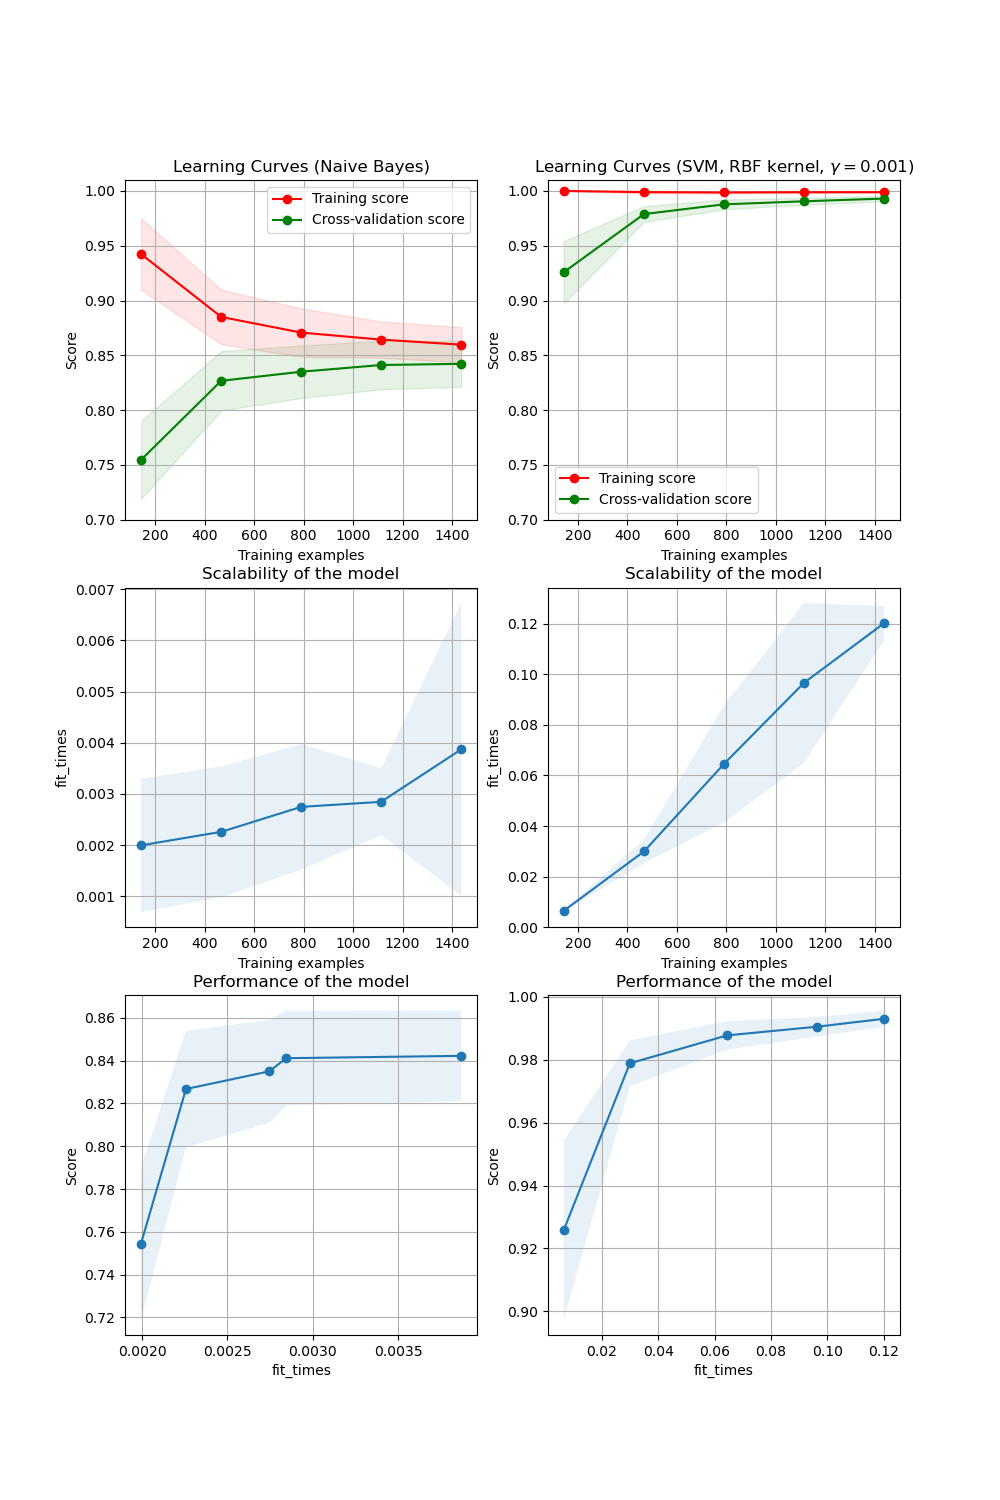 Learning Curves (Naive Bayes)
Score
1.00
0.95
0.90
0.85
0.80
0.75
0.70
Training score
Cross-validation score
200 400 600 800 1000 1200 1400
Training examples
Learning Curves (SVM, RBF kernel, γ = 0.001)
Score
1.00
0.95
0.90
0.85
0.80
0.75
0.70
Training score
Cross-validation score
200 400 600 800 1000 1200 1400
Training examples
Scalability of the model
fit_times
0.007
0.006
0.005
0.004
0.003
0.002
0.001
200 400 600 800 1000 1200 1400
Training examples
Scalability of the model
fit_times
0.12
0.10
0.08
0.06
0.04
0.02
0.00
200 400 600 800 1000 1200 1400
Training examples
Performance of the model
Score
0.86
0.84
0.82
0.80
0.78
0.76
0.74
0.72
0.0020 0.0025 0.0030 0.0035
fit_times
Performance of the model
Score
1.00
0.98
0.96
0.94
0.92
0.90
0.02 0.04 0.06 0.08 0.10 0.12
fit_times